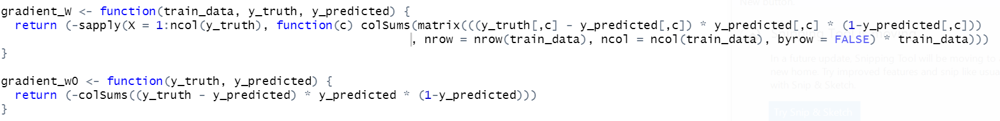 New button
gradient_W <- function(train_data, y_truth, y_predicted) {
  return (-sapply(X = 1:ncol(y_truth), function(c) colSums(matrix(((y_truth[,c] - y_predicted[,c]) * y_predicted[,c] * (1-y_predicted[,c]))
, nrow = nrow(train_data), ncol = ncol(train_data), byrow = FALSE) * train_data)))
}
gradient_w0 <- function(y_truth, y_predicted) {
  return (-colSums((y_truth - y_predicted) * y_predicted * (1-y_predicted)))
}
In a future update, Snipping Tool will be moving to
new home. Try improved features and snip like usua
with Snip & Sketch.
Try Snip & Sketch